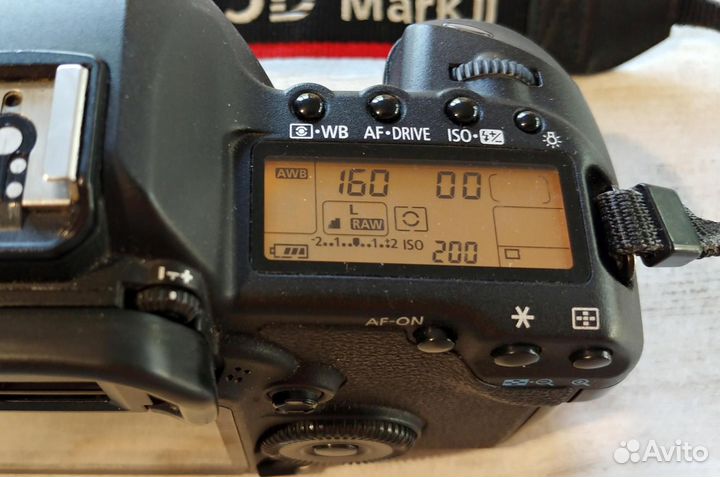 5D Mark II
WB AF•DRIVE ISO•
AWB 160 00
L
RAW
-2..1..0..1..:2 ISO 200
AF-ON
Avito